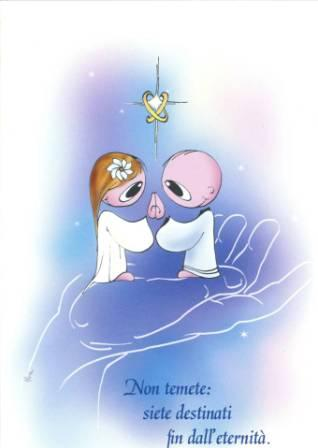 Non temete:
siete destinati
fin dall'eternità.